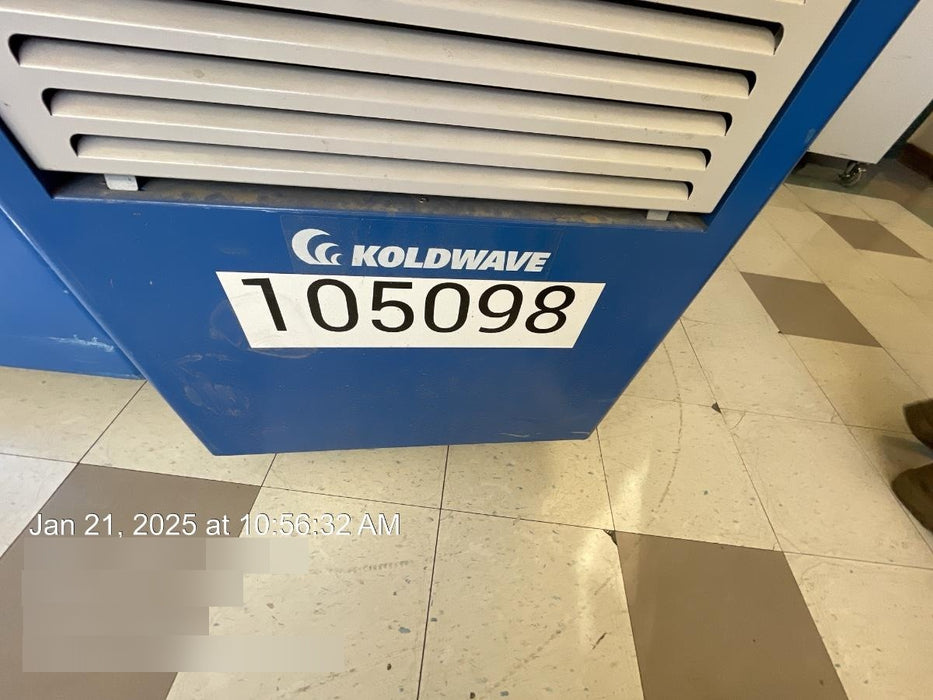 KOLDWAVE
105098
Jan 21, 2025 at 10:56:32 AM